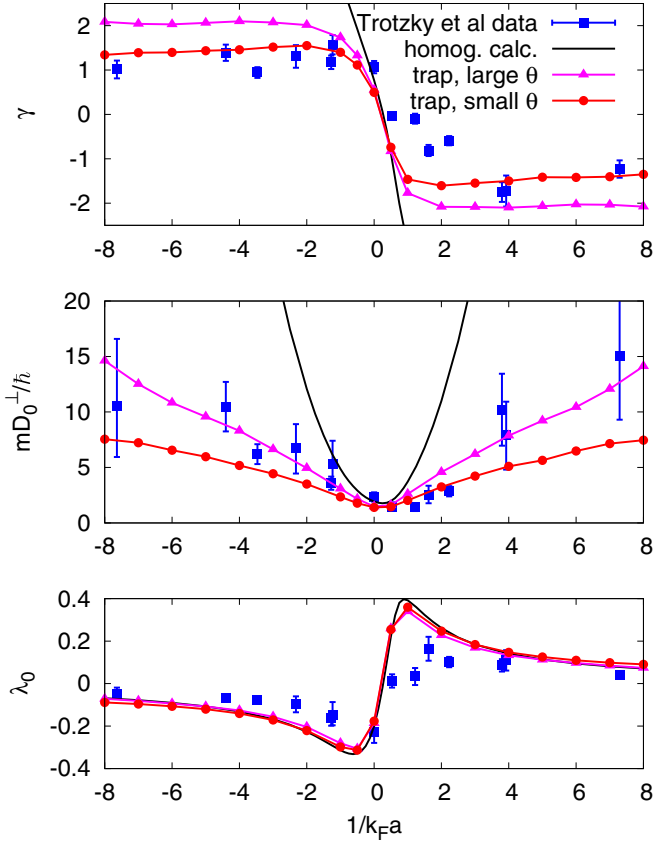 2
1
0
-1
-2
γ
Trotzky et al data
homog. calc.
trap, large θ
trap, small θ
-8 -6 -4 -2 0 2 4 6 8
20
15
10
5
0
mD₀⊥/ħ
-8 -6 -4 -2 0 2 4 6 8
0.4
0.2
0
-0.2
-0.4
λ₀
-8 -6 -4 -2 0 2 4 6 8
1/k_Fa